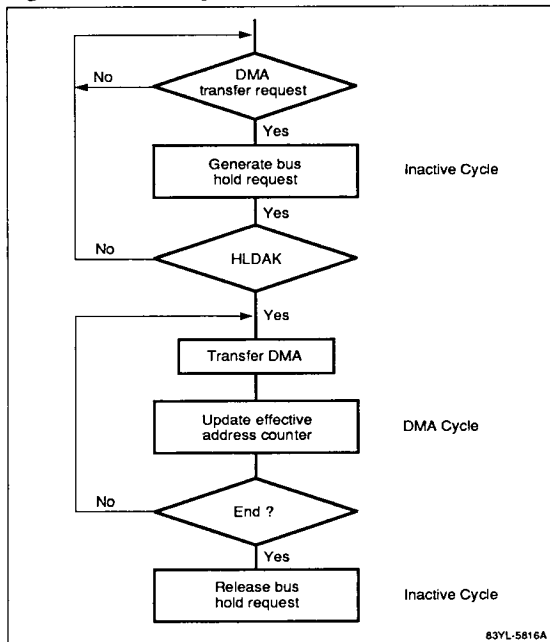 DMA
transfer request
No
Yes
Generate bus
hold request
Inactive Cycle
Yes
No
HLDAK
Yes
Transfer DMA
Update effective
address counter
DMA Cycle
No
End ?
Yes
Release bus
hold request
Inactive Cycle
83YL-5816A